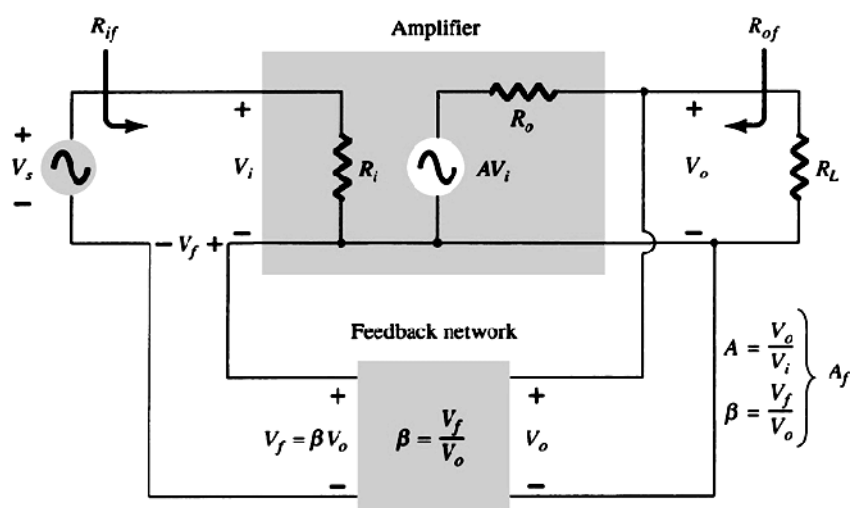 Amplifier
R_if
R_of
+
V_s
−
+
V_i
−
R_i
AV_i
R_o
+
V_o
−
R_L
− V_f +
Feedback network
+
V_f = βV_o
−
β = V_f / V_o
+
V_o
−
A = V_o / V_i
β = V_f / V_o
A_f